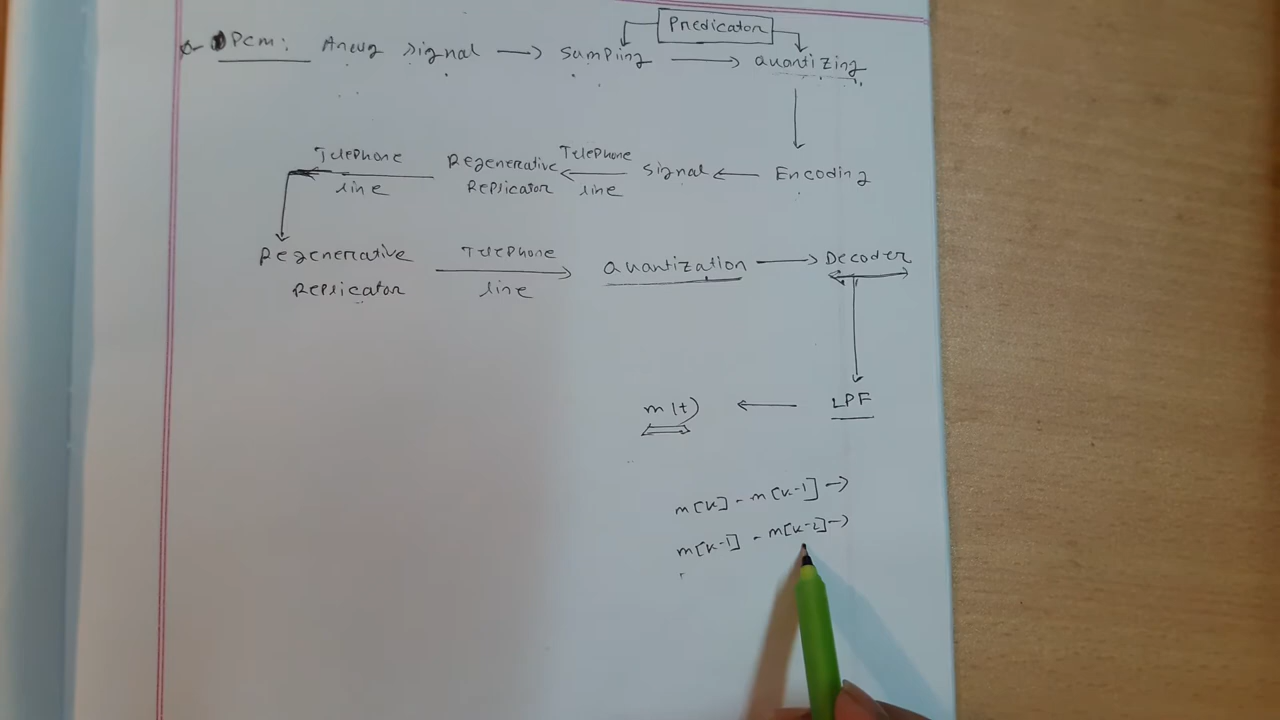 Predicator
PCM: Analog signal → sampling → quantizing
Telephone line Regenerative Replicator Telephone line signal ← Encoding
Regenerative Replicator Telephone line quantization → Decoder
m(t) ← LPF
m[k] - m[k-1] →
m[k-1] - m[k-2] →